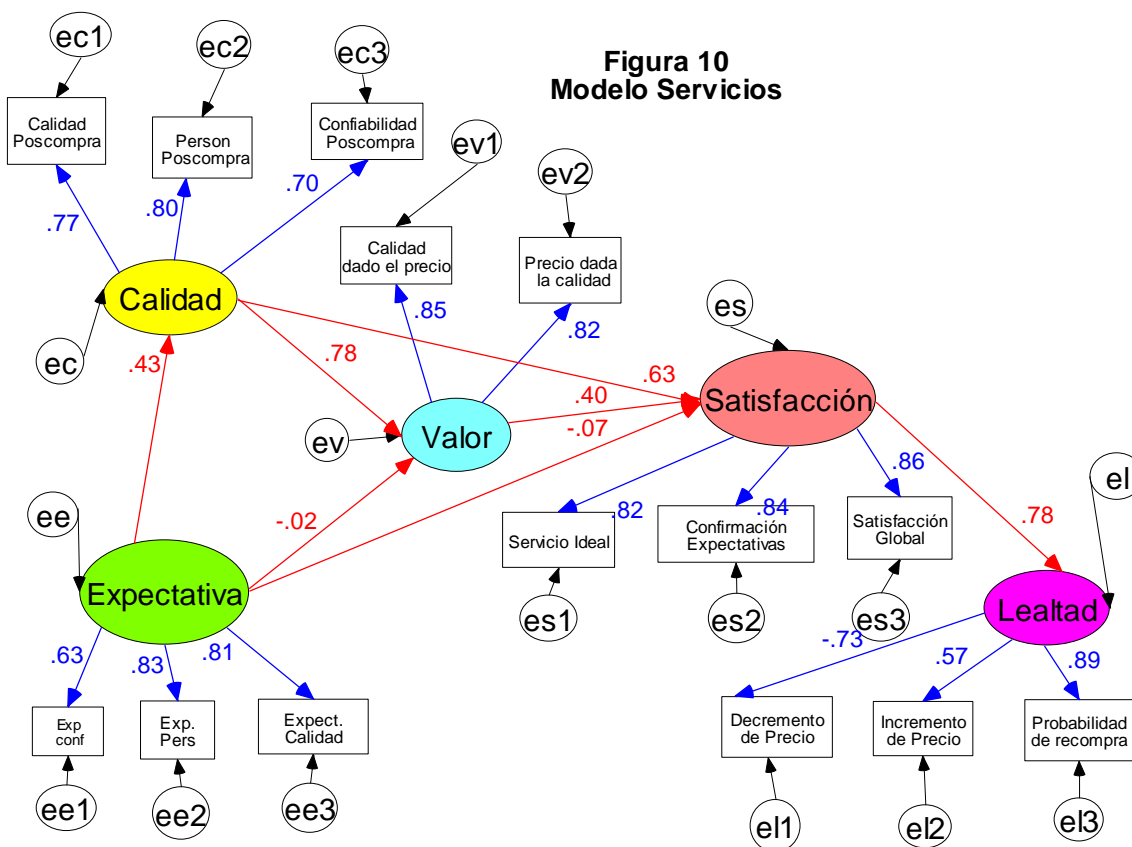 Figura 10
Modelo Servicios
ec1
ec2
ec3
ev1
ev2
Calidad
Poscompra
Person
Poscompra
Confiabilidad
Poscompra
.77
.80
.70
Calidad
dado el precio
Precio dada
la calidad
Calidad
ec
.43
.78
.85
.82
es
.63
.40
-.07
Satisfacción
Valor
ev
ee
-.02
.82
.84
.86
.78
el
Servicio Ideal
Confirmación
Expectativas
Satisfacción
Global
es1
es2
es3
Expectativa
Lealtad
.63
.83
.81
-.73
.57
.89
Exp
conf
Exp.
Pers
Expect.
Calidad
Decremento
de Precio
Incremento
de Precio
Probabilidad
de recompra
ee1
ee2
ee3
el1
el2
el3